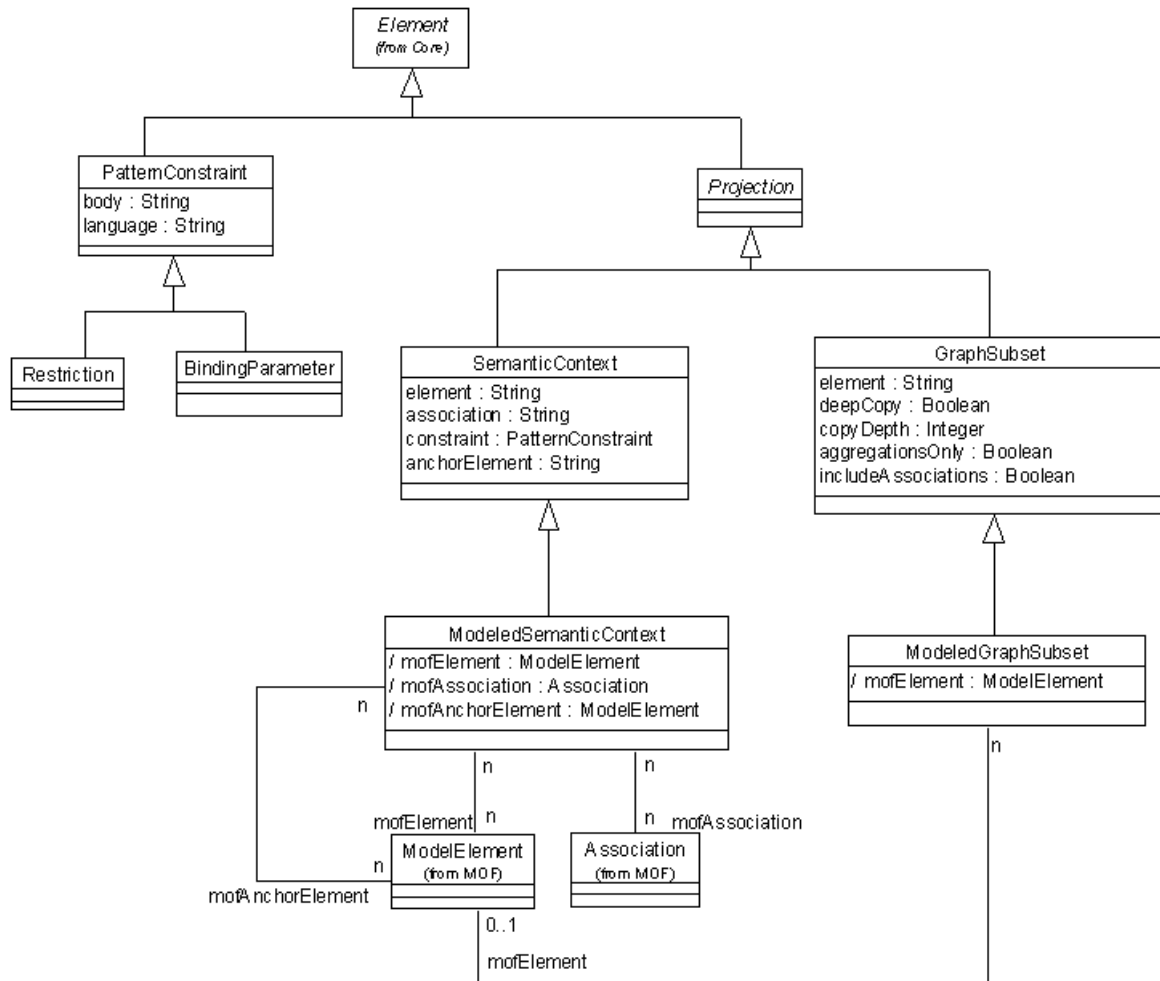 Element
(from Core)
PatternConstraint
body : String
language : String
Projection
Restriction
BindingParameter
SemanticContext
element : String
association : String
constraint : PatternConstraint
anchorElement : String
GraphSubset
element : String
deepCopy : Boolean
copyDepth : Integer
aggregationsOnly : Boolean
includeAssociations : Boolean
ModeledSemanticContext
/ mofElement : ModelElement
/ mofAssociation : Association
/ mofAnchorElement : ModelElement
ModeledGraphSubset
/ mofElement : ModelElement
n
n
n
n
n
n
mofElement
mofAssociation
ModelElement
(from MOF)
Association
(from MOF)
n
mofAnchorElement
0..1
mofElement